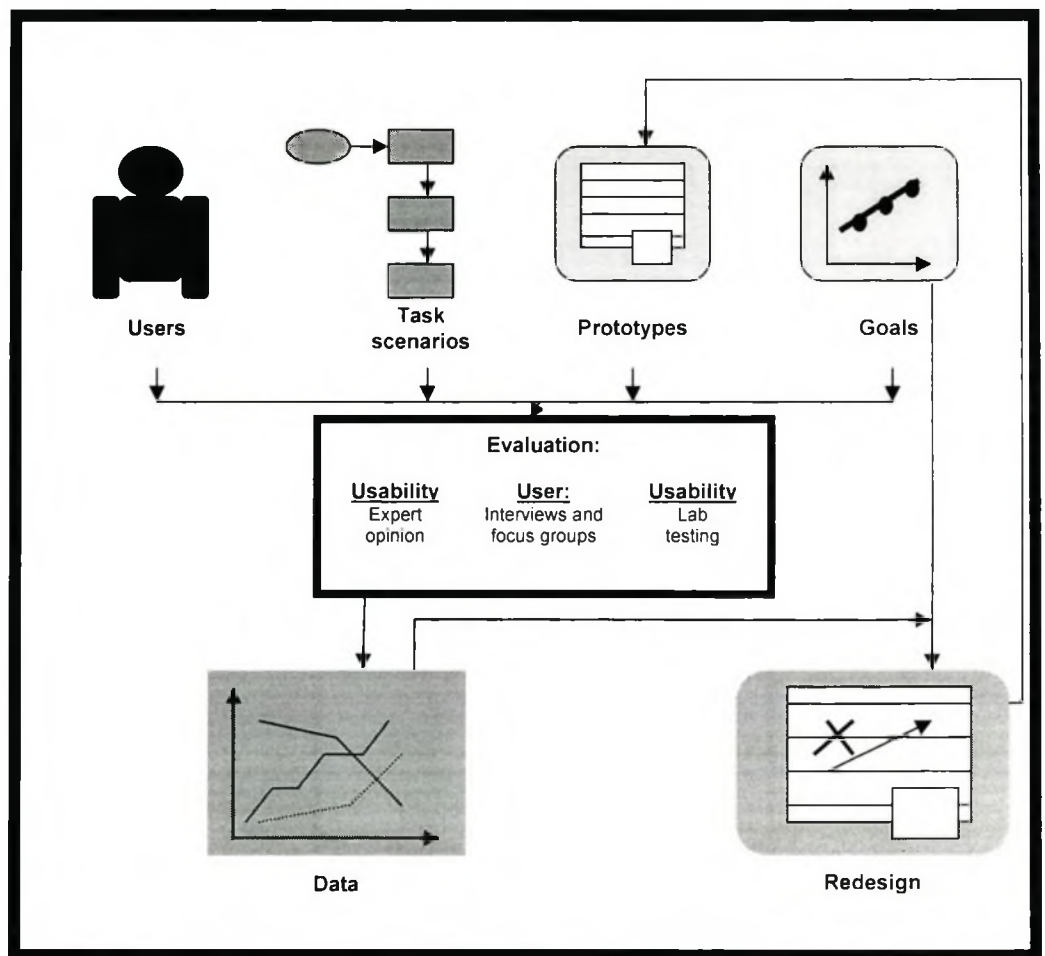 Users
Task
scenarios
Prototypes
Goals
Evaluation:
Usability
Expert
opinion
User:
Interviews and
focus groups
Usability
Lab
testing
Data
Redesign